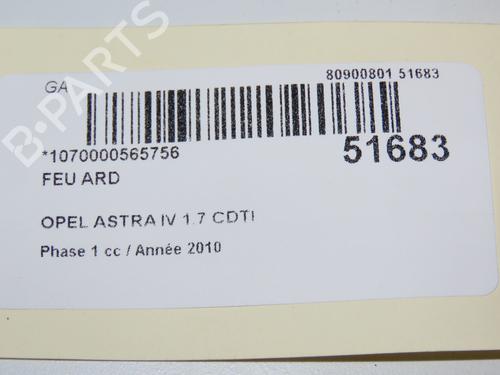 80900801 51683
GA
*1070000565756
51683
FEU ARD
OPEL ASTRA IV 1.7 CDTI
Phase 1 cc / Année 2010
B-PARTS